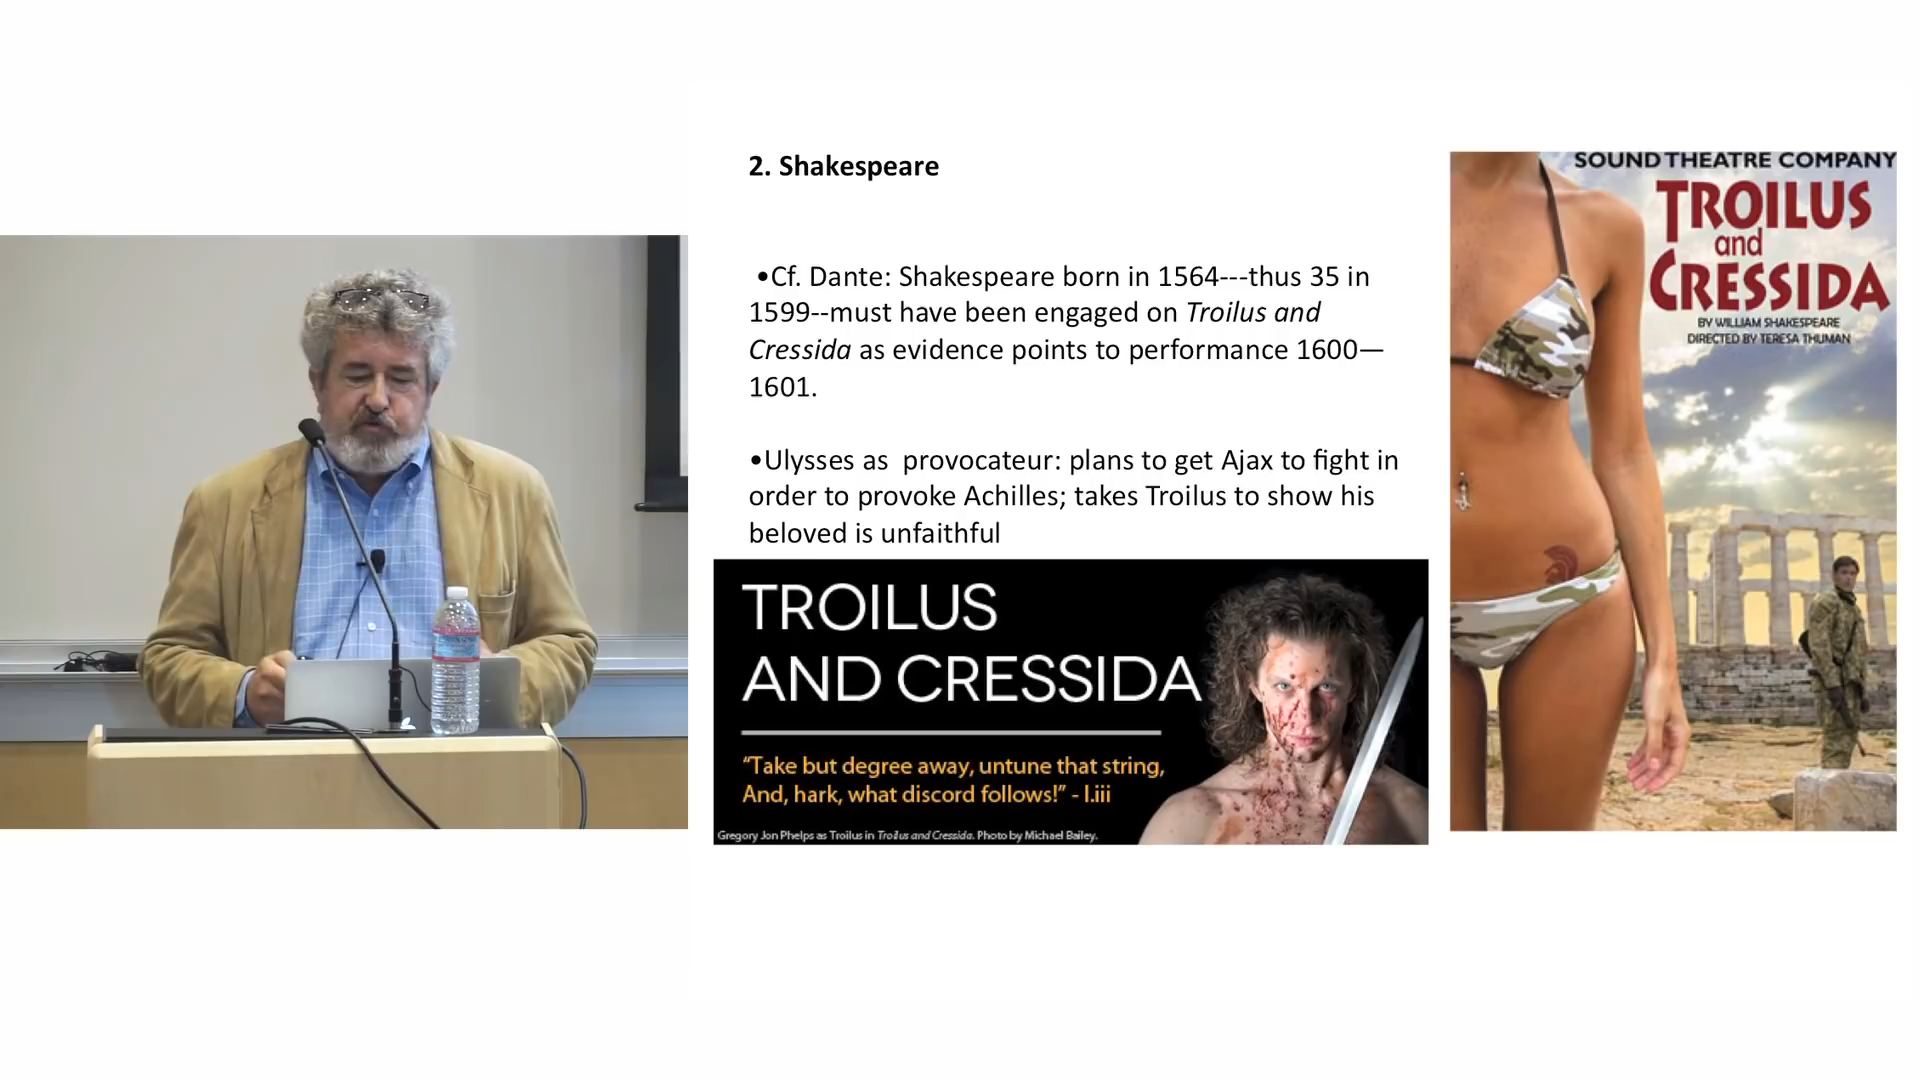 2. Shakespeare
•Cf. Dante: Shakespeare born in 1564---thus 35 in
1599--must have been engaged on Troilus and
Cressida as evidence points to performance 1600—
1601.
•Ulysses as  provocateur: plans to get Ajax to fight in
order to provoke Achilles; takes Troilus to show his
beloved is unfaithful
TROILUS
AND CRESSIDA
“Take but degree away, untune that string,
And, hark, what discord follows!” - I.iii
Gregory Jon Phelps as Troilus in Troilus and Cressida. Photo by Michael Bailey.
SOUND THEATRE COMPANY
TROILUS
and
CRESSIDA
BY WILLIAM SHAKESPEARE
DIRECTED BY TERESA THUMAN